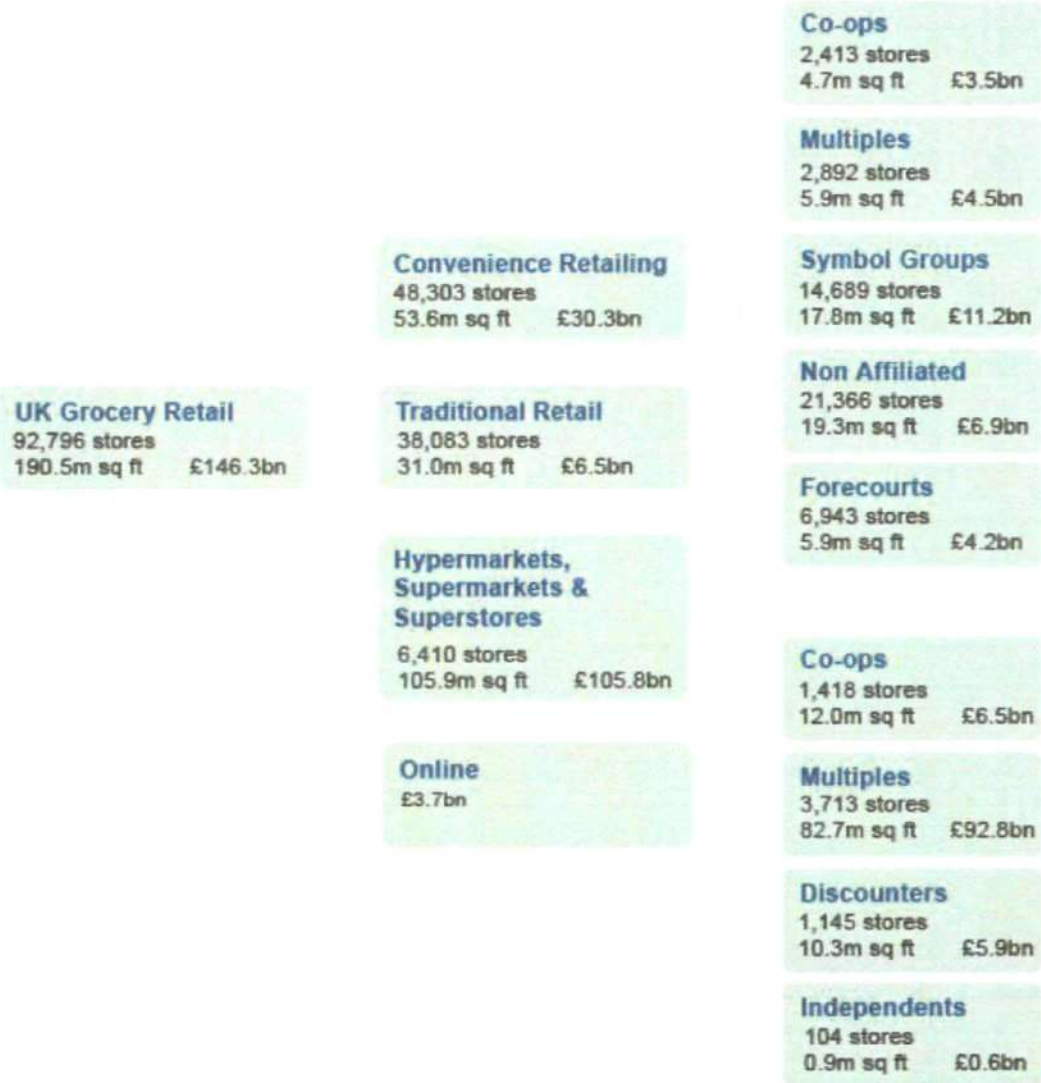 UK Grocery Retail
92,796 stores
190.5m sq ft £146.3bn
Convenience Retailing
48,303 stores
53.6m sq ft £30.3bn
Traditional Retail
38,083 stores
31.0m sq ft £6.5bn
Hypermarkets,
Supermarkets &
Superstores
6,410 stores
105.9m sq ft £105.8bn
Online
£3.7bn
Co-ops
2,413 stores
4.7m sq ft £3.5bn
Multiples
2,892 stores
5.9m sq ft £4.5bn
Symbol Groups
14,689 stores
17.8m sq ft £11.2bn
Non Affiliated
21,366 stores
19.3m sq ft £6.9bn
Forecourts
6,943 stores
5.9m sq ft £4.2bn
Co-ops
1,418 stores
12.0m sq ft £6.5bn
Multiples
3,713 stores
82.7m sq ft £92.8bn
Discounters
1,145 stores
10.3m sq ft £5.9bn
Independents
104 stores
0.9m sq ft £0.6bn